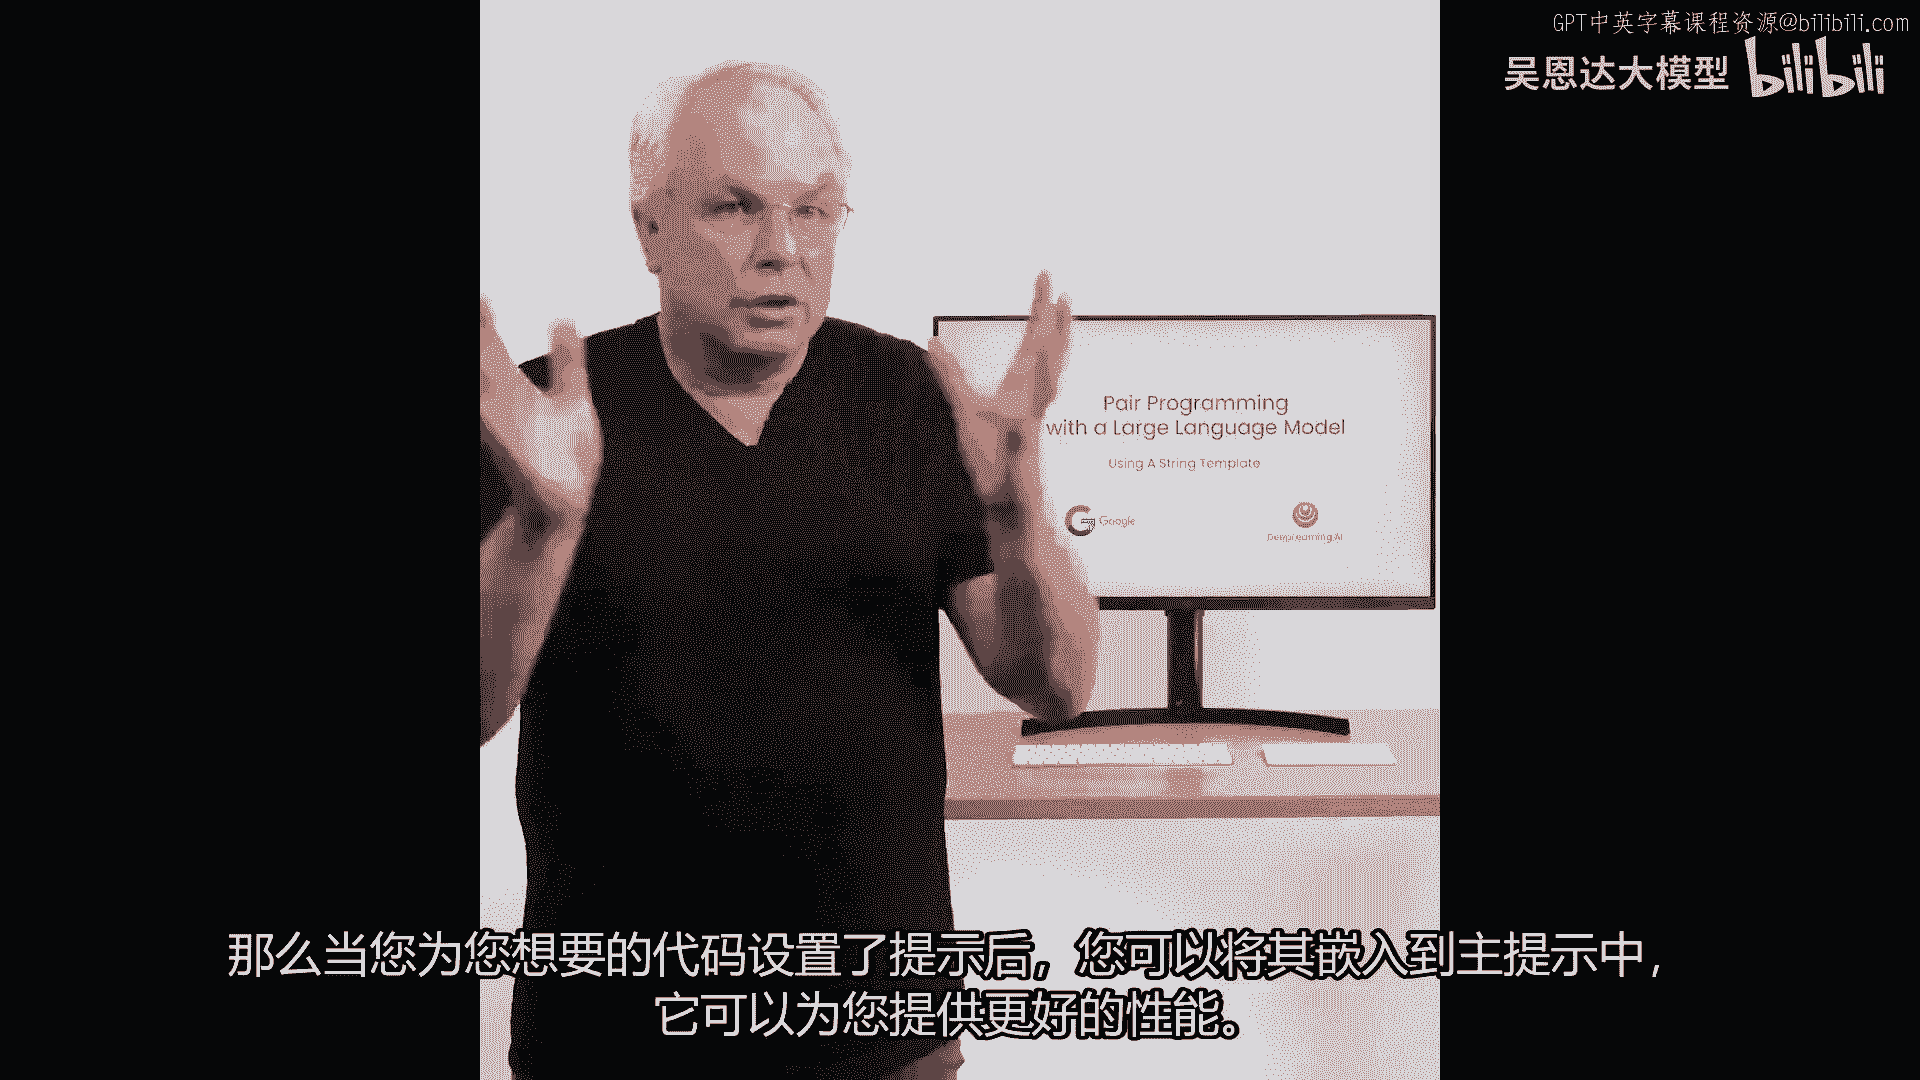 GPT中英字幕课程资源@bilibili.com
吴恩达大模型 bilibili
Pair Programming
with a Large Language Model
Using A String Template
Google
DeepLearning.AI
那么当您为您想要的代码设置了提示后，您可以将其嵌入到主提示中，
它可以为您提供更好的性能。